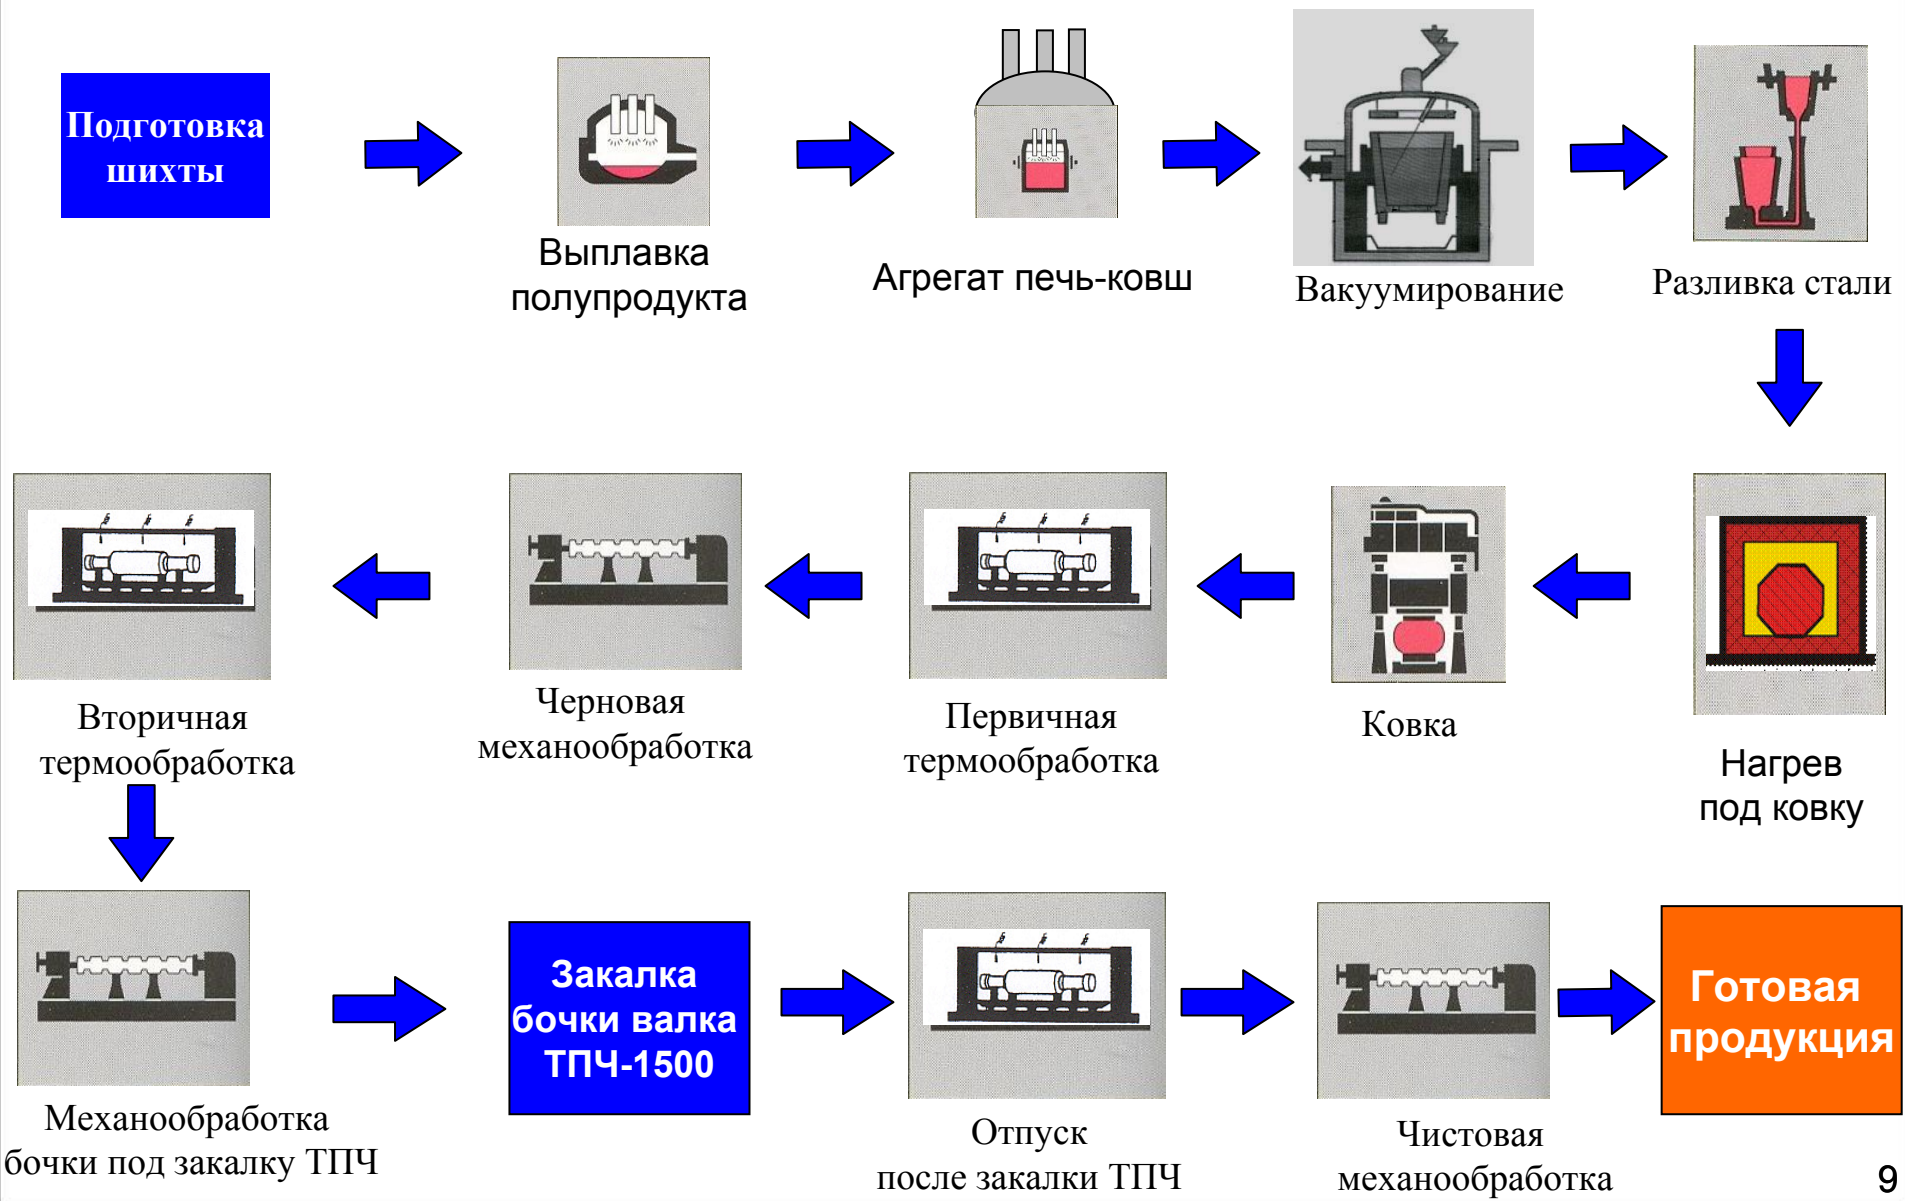 Подготовка
шихты
Выплавка
полупродукта
Агрегат печь-ковш
Вакуумирование
Разливка стали
Нагрев
под ковку
Ковка
Первичная
термообработка
Черновая
механообработка
Вторичная
термообработка
Механообработка
бочки под закалку ТПЧ
Закалка
бочки валка
ТПЧ-1500
Отпуск
после закалки ТПЧ
Чистовая
механообработка
Готовая
продукция
9